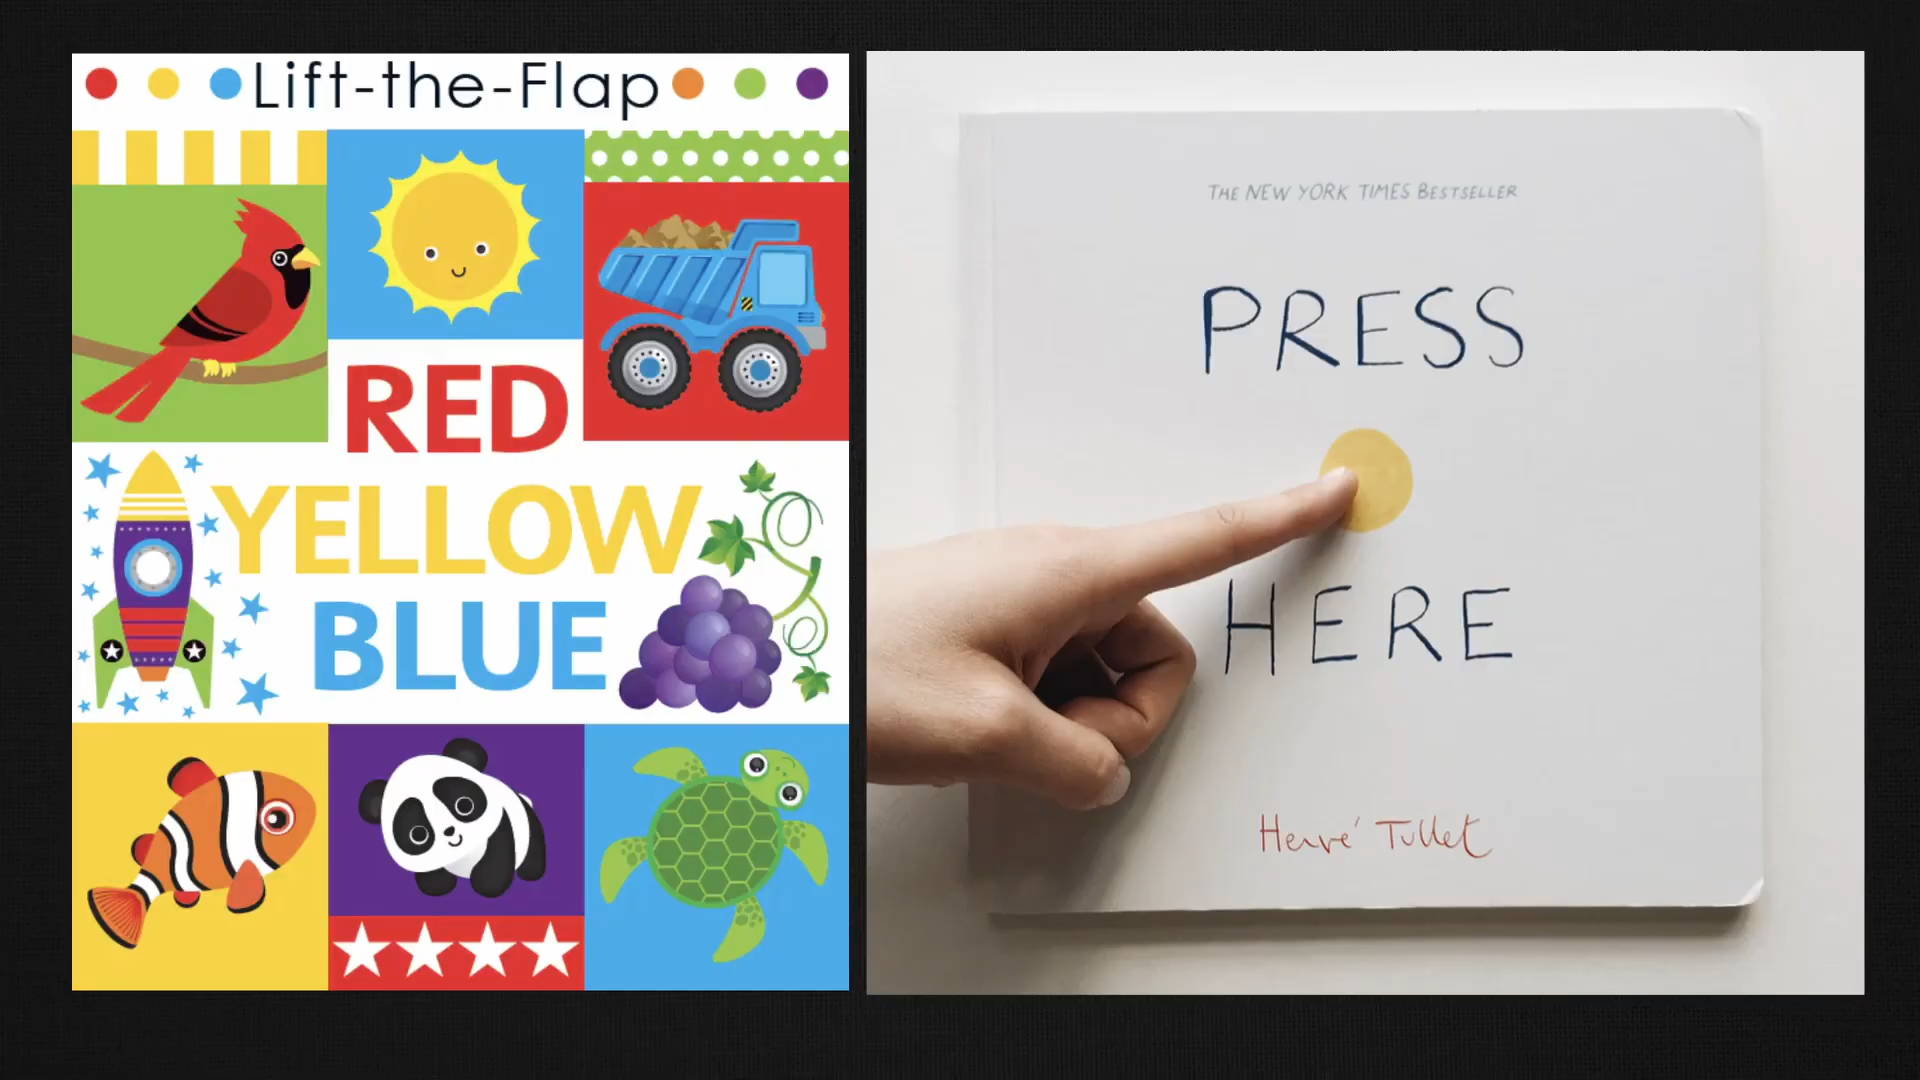 Lift-the-Flap
RED
YELLOW
BLUE
THE NEW YORK TIMES BESTSELLER
PRESS
HERE
Hervé Tullet